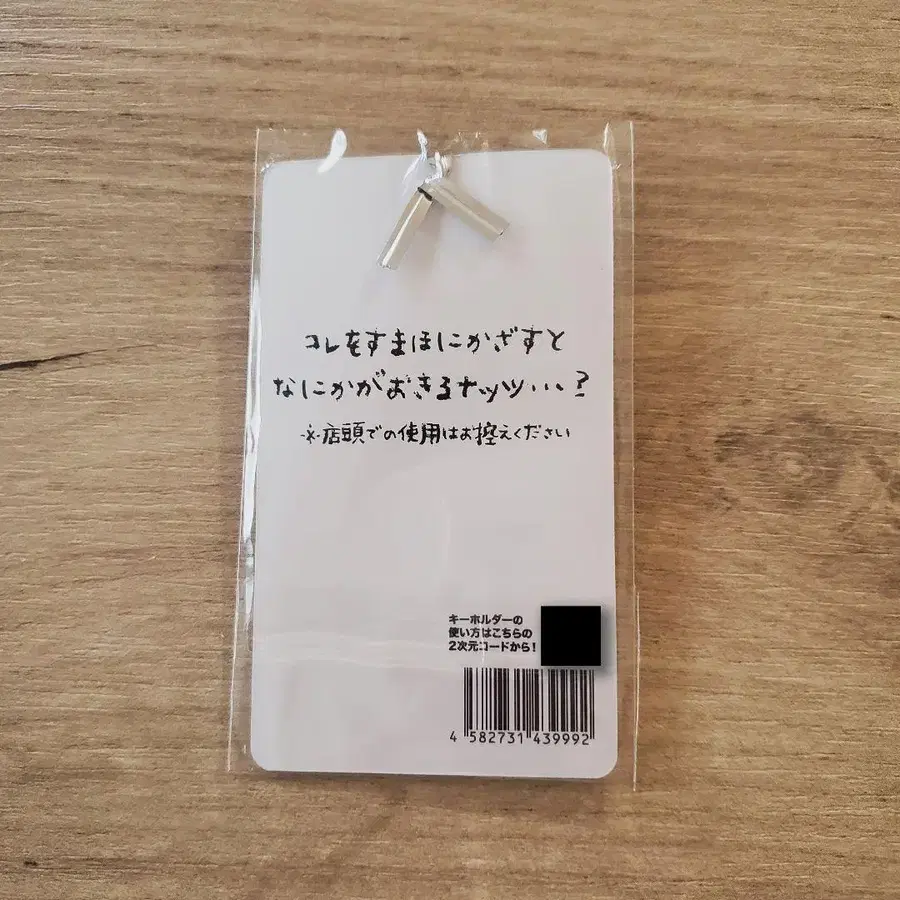 コレをすまほにかざすと
なにかがおきるナッツ・・・?
※店頭での使用はお控えください
キーホルダーの
使い方はこちらの
2次元コードから!
4 582731 439992